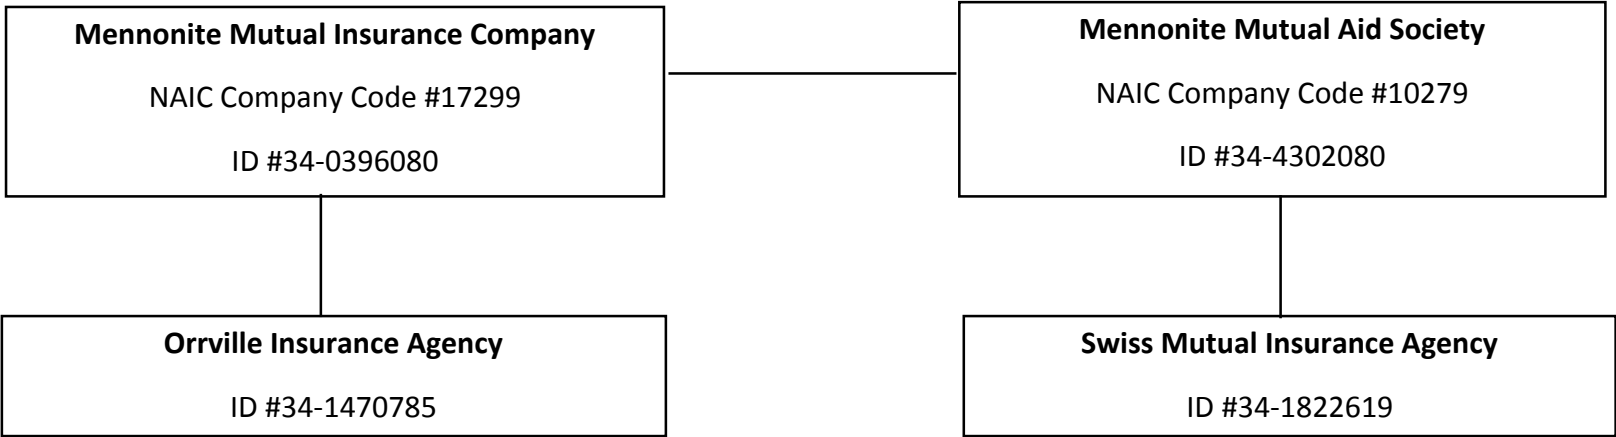 Mennonite Mutual Insurance Company
NAIC Company Code #17299
ID #34-0396080
Mennonite Mutual Aid Society
NAIC Company Code #10279
ID #34-4302080
Orrville Insurance Agency
ID #34-1470785
Swiss Mutual Insurance Agency
ID #34-1822619